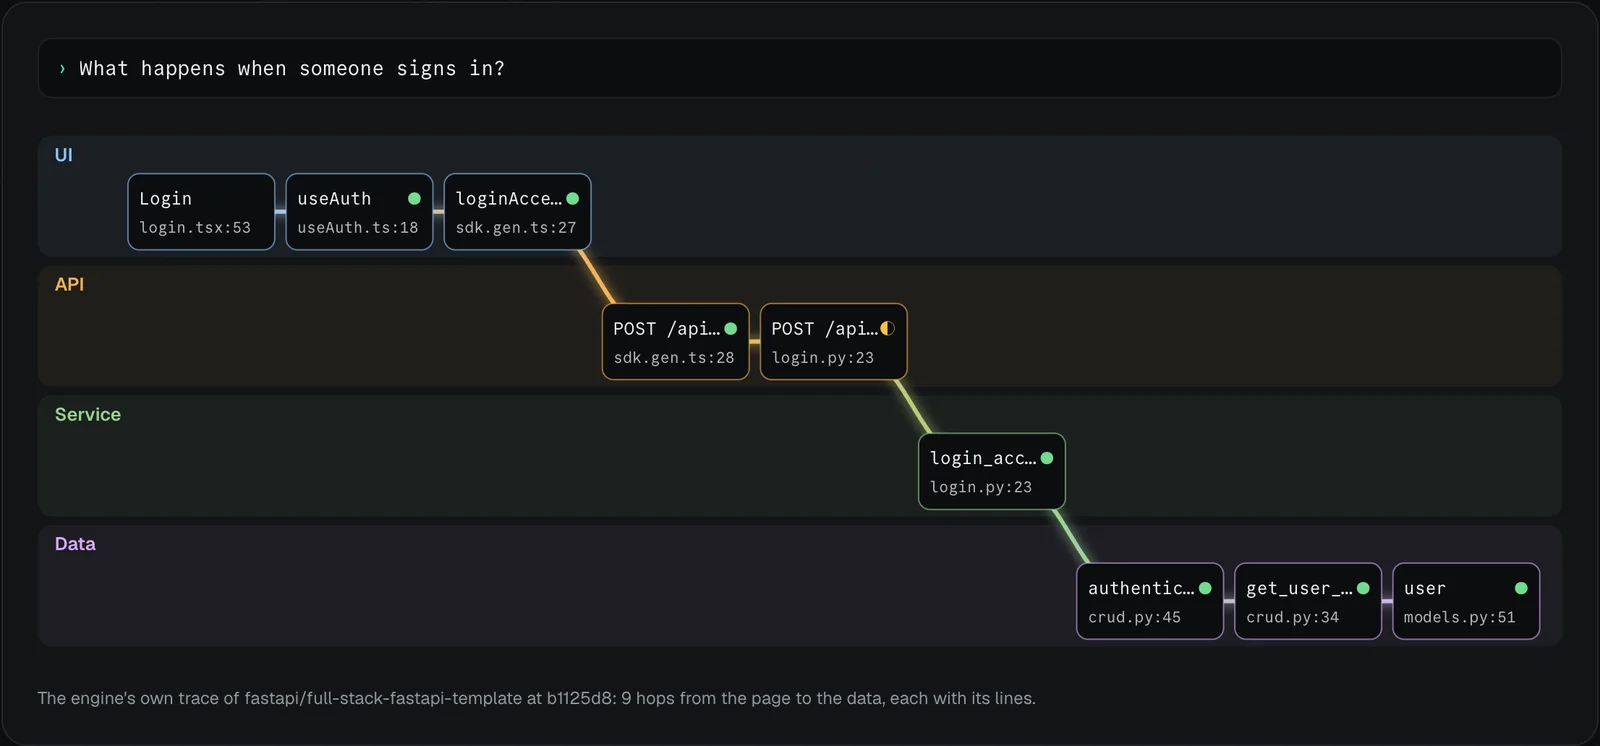 › What happens when someone signs in?
UI
Login
login.tsx:53
useAuth
useAuth.ts:18
loginAcce…
sdk.gen.ts:27
API
POST /api…
sdk.gen.ts:28
POST /api…
login.py:23
Service
login_acc…
login.py:23
Data
authentic…
crud.py:45
get_user_…
crud.py:34
user
models.py:51
The engine's own trace of fastapi/full-stack-fastapi-template at b1125d8: 9 hops from the page to the data, each with its lines.